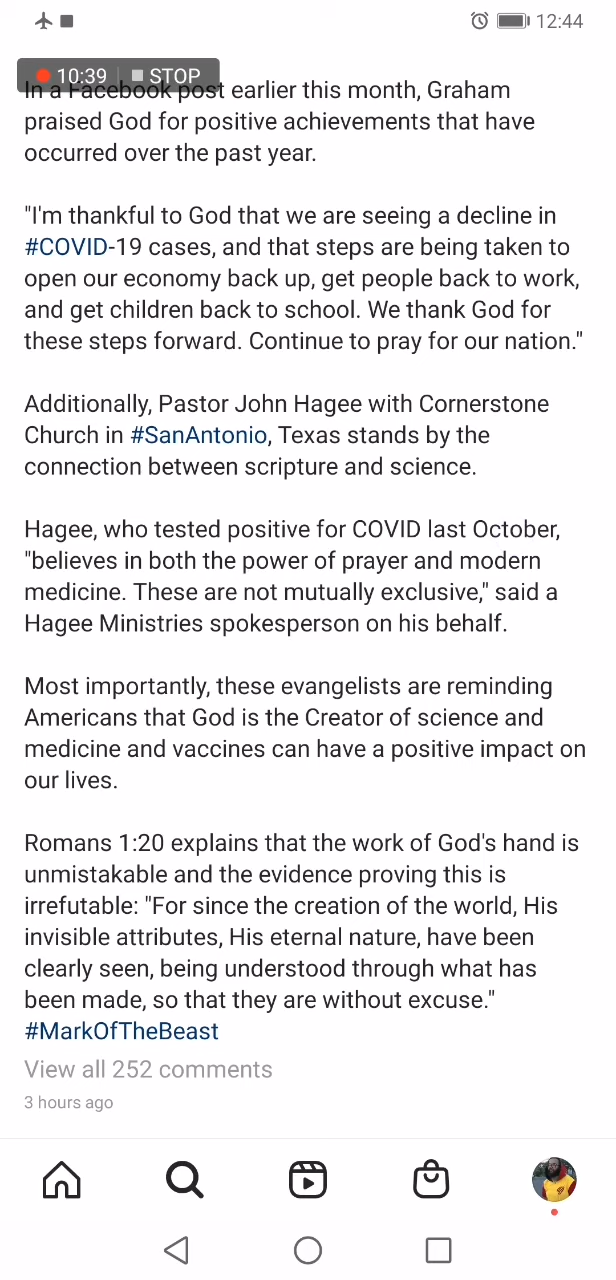 12:44
10:39 STOP
In a Facebook post earlier this month, Graham
praised God for positive achievements that have
occurred over the past year.
"I'm thankful to God that we are seeing a decline in
#COVID-19 cases, and that steps are being taken to
open our economy back up, get people back to work,
and get children back to school. We thank God for
these steps forward. Continue to pray for our nation."
Additionally, Pastor John Hagee with Cornerstone
Church in #SanAntonio, Texas stands by the
connection between scripture and science.
Hagee, who tested positive for COVID last October,
"believes in both the power of prayer and modern
medicine. These are not mutually exclusive," said a
Hagee Ministries spokesperson on his behalf.
Most importantly, these evangelists are reminding
Americans that God is the Creator of science and
medicine and vaccines can have a positive impact on
our lives.
Romans 1:20 explains that the work of God's hand is
unmistakable and the evidence proving this is
irrefutable: "For since the creation of the world, His
invisible attributes, His eternal nature, have been
clearly seen, being understood through what has
been made, so that they are without excuse."
#MarkOfTheBeast
View all 252 comments
3 hours ago